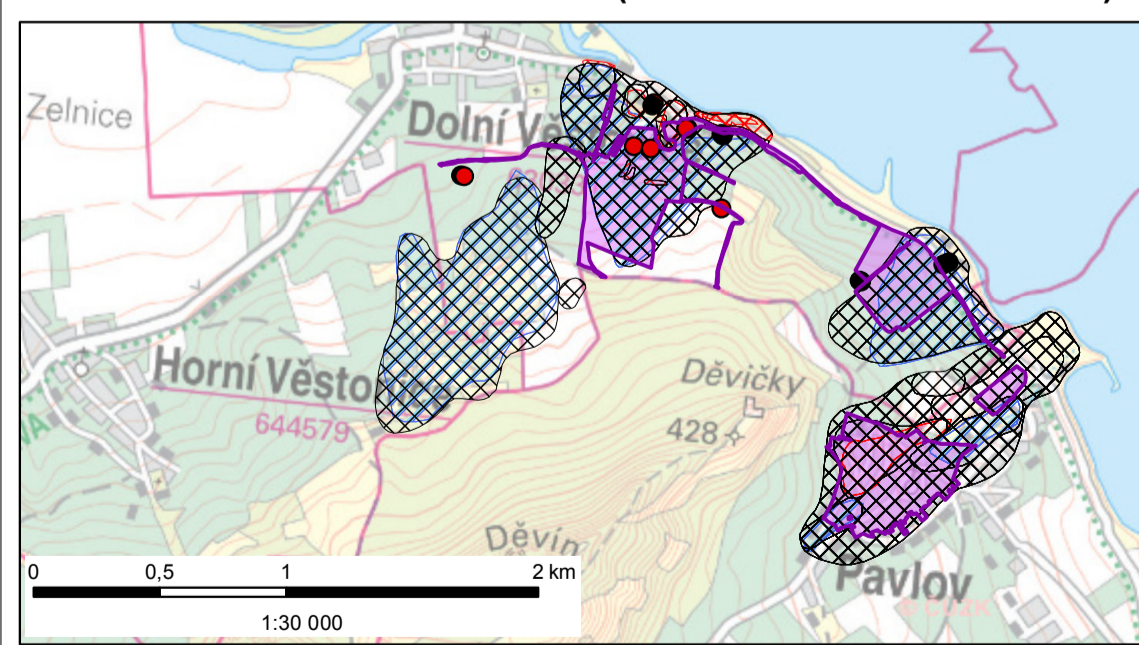 Zelnice
Dolní Vě
Horní Věsto
644579
Děvičky
428
Děvín
Pavlov
© ČÚZK
0 0,5 1 2 km
1:30 000